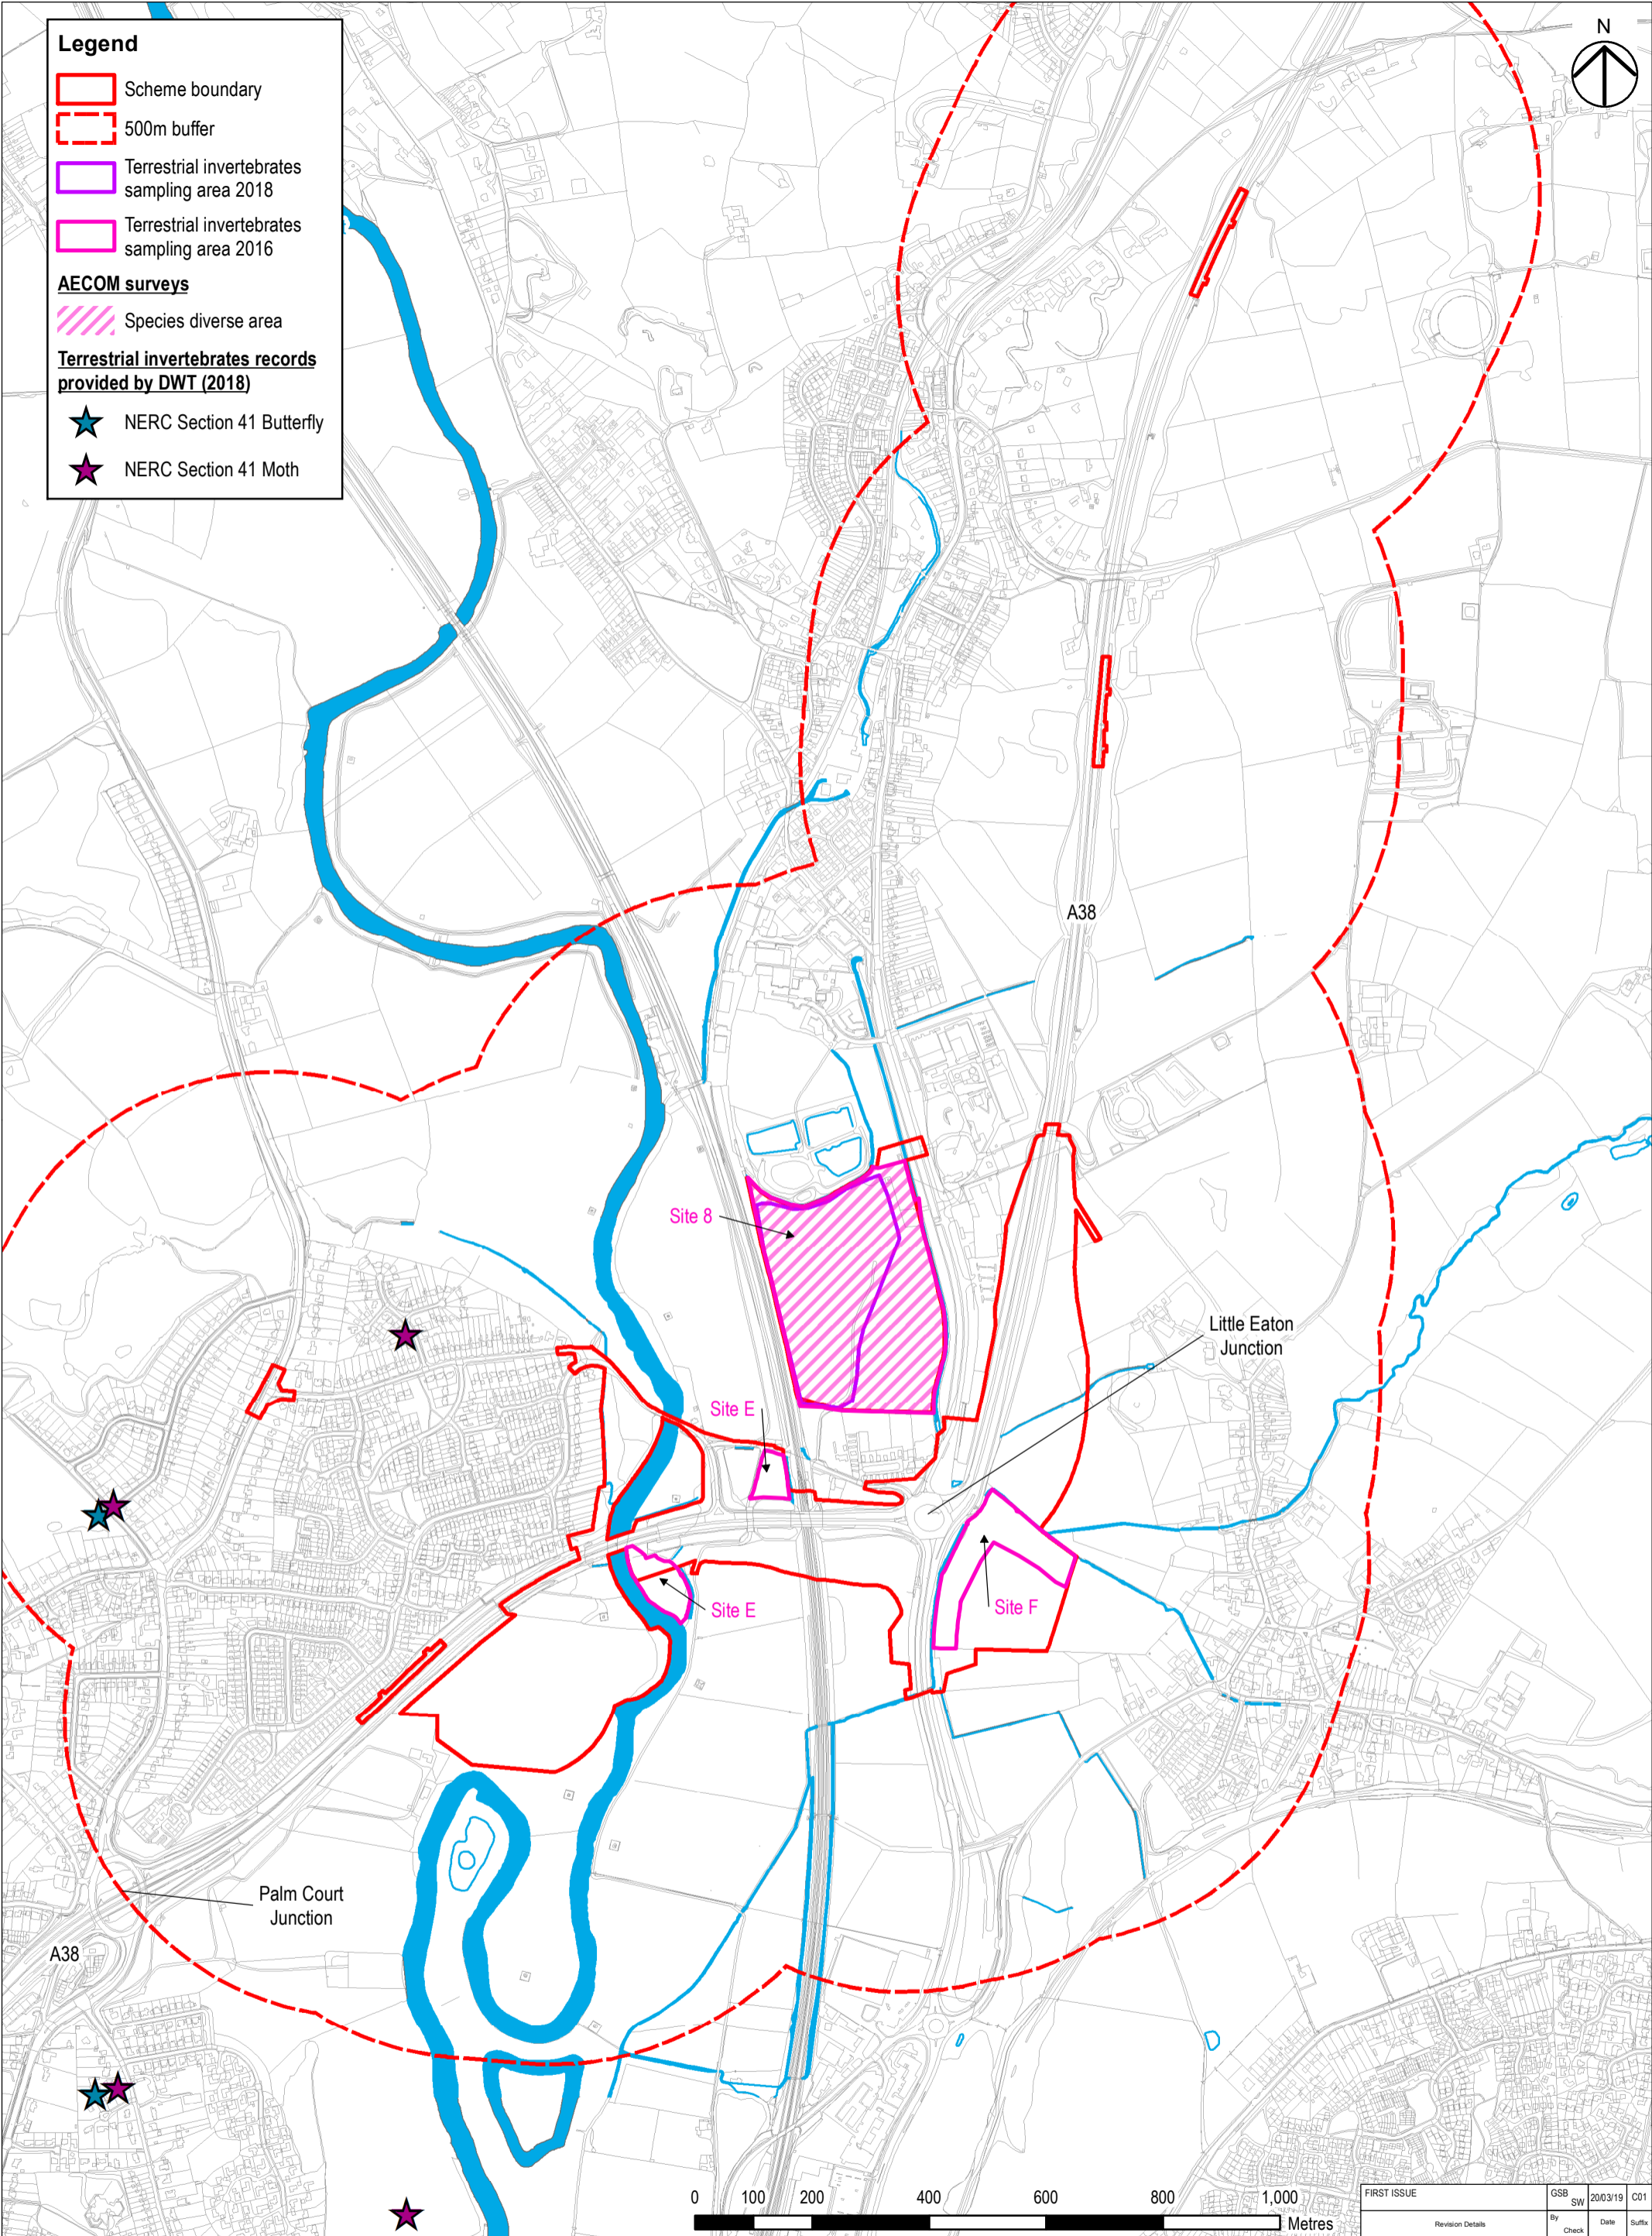 Legend
Scheme boundary
500m buffer
Terrestrial invertebrates
sampling area 2018
Terrestrial invertebrates
sampling area 2016
AECOM surveys
Species diverse area
Terrestrial invertebrates records
provided by DWT (2018)
NERC Section 41 Butterfly
NERC Section 41 Moth
N
A38
Site 8
Little Eaton
Junction
Site E
Site E
Site F
Palm Court
Junction
A38
0 100 200 400 600 800 1,000
Metres
FIRST ISSUE
GSB
SW
20/03/19
C01
Revision Details
By
Check
Date
Suffix